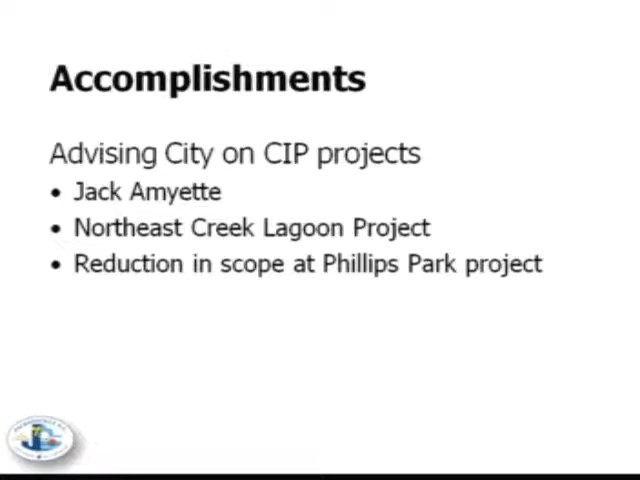 Accomplishments
Advising City on CIP projects
• Jack Amyette
• Northeast Creek Lagoon Project
• Reduction in scope at Phillips Park project